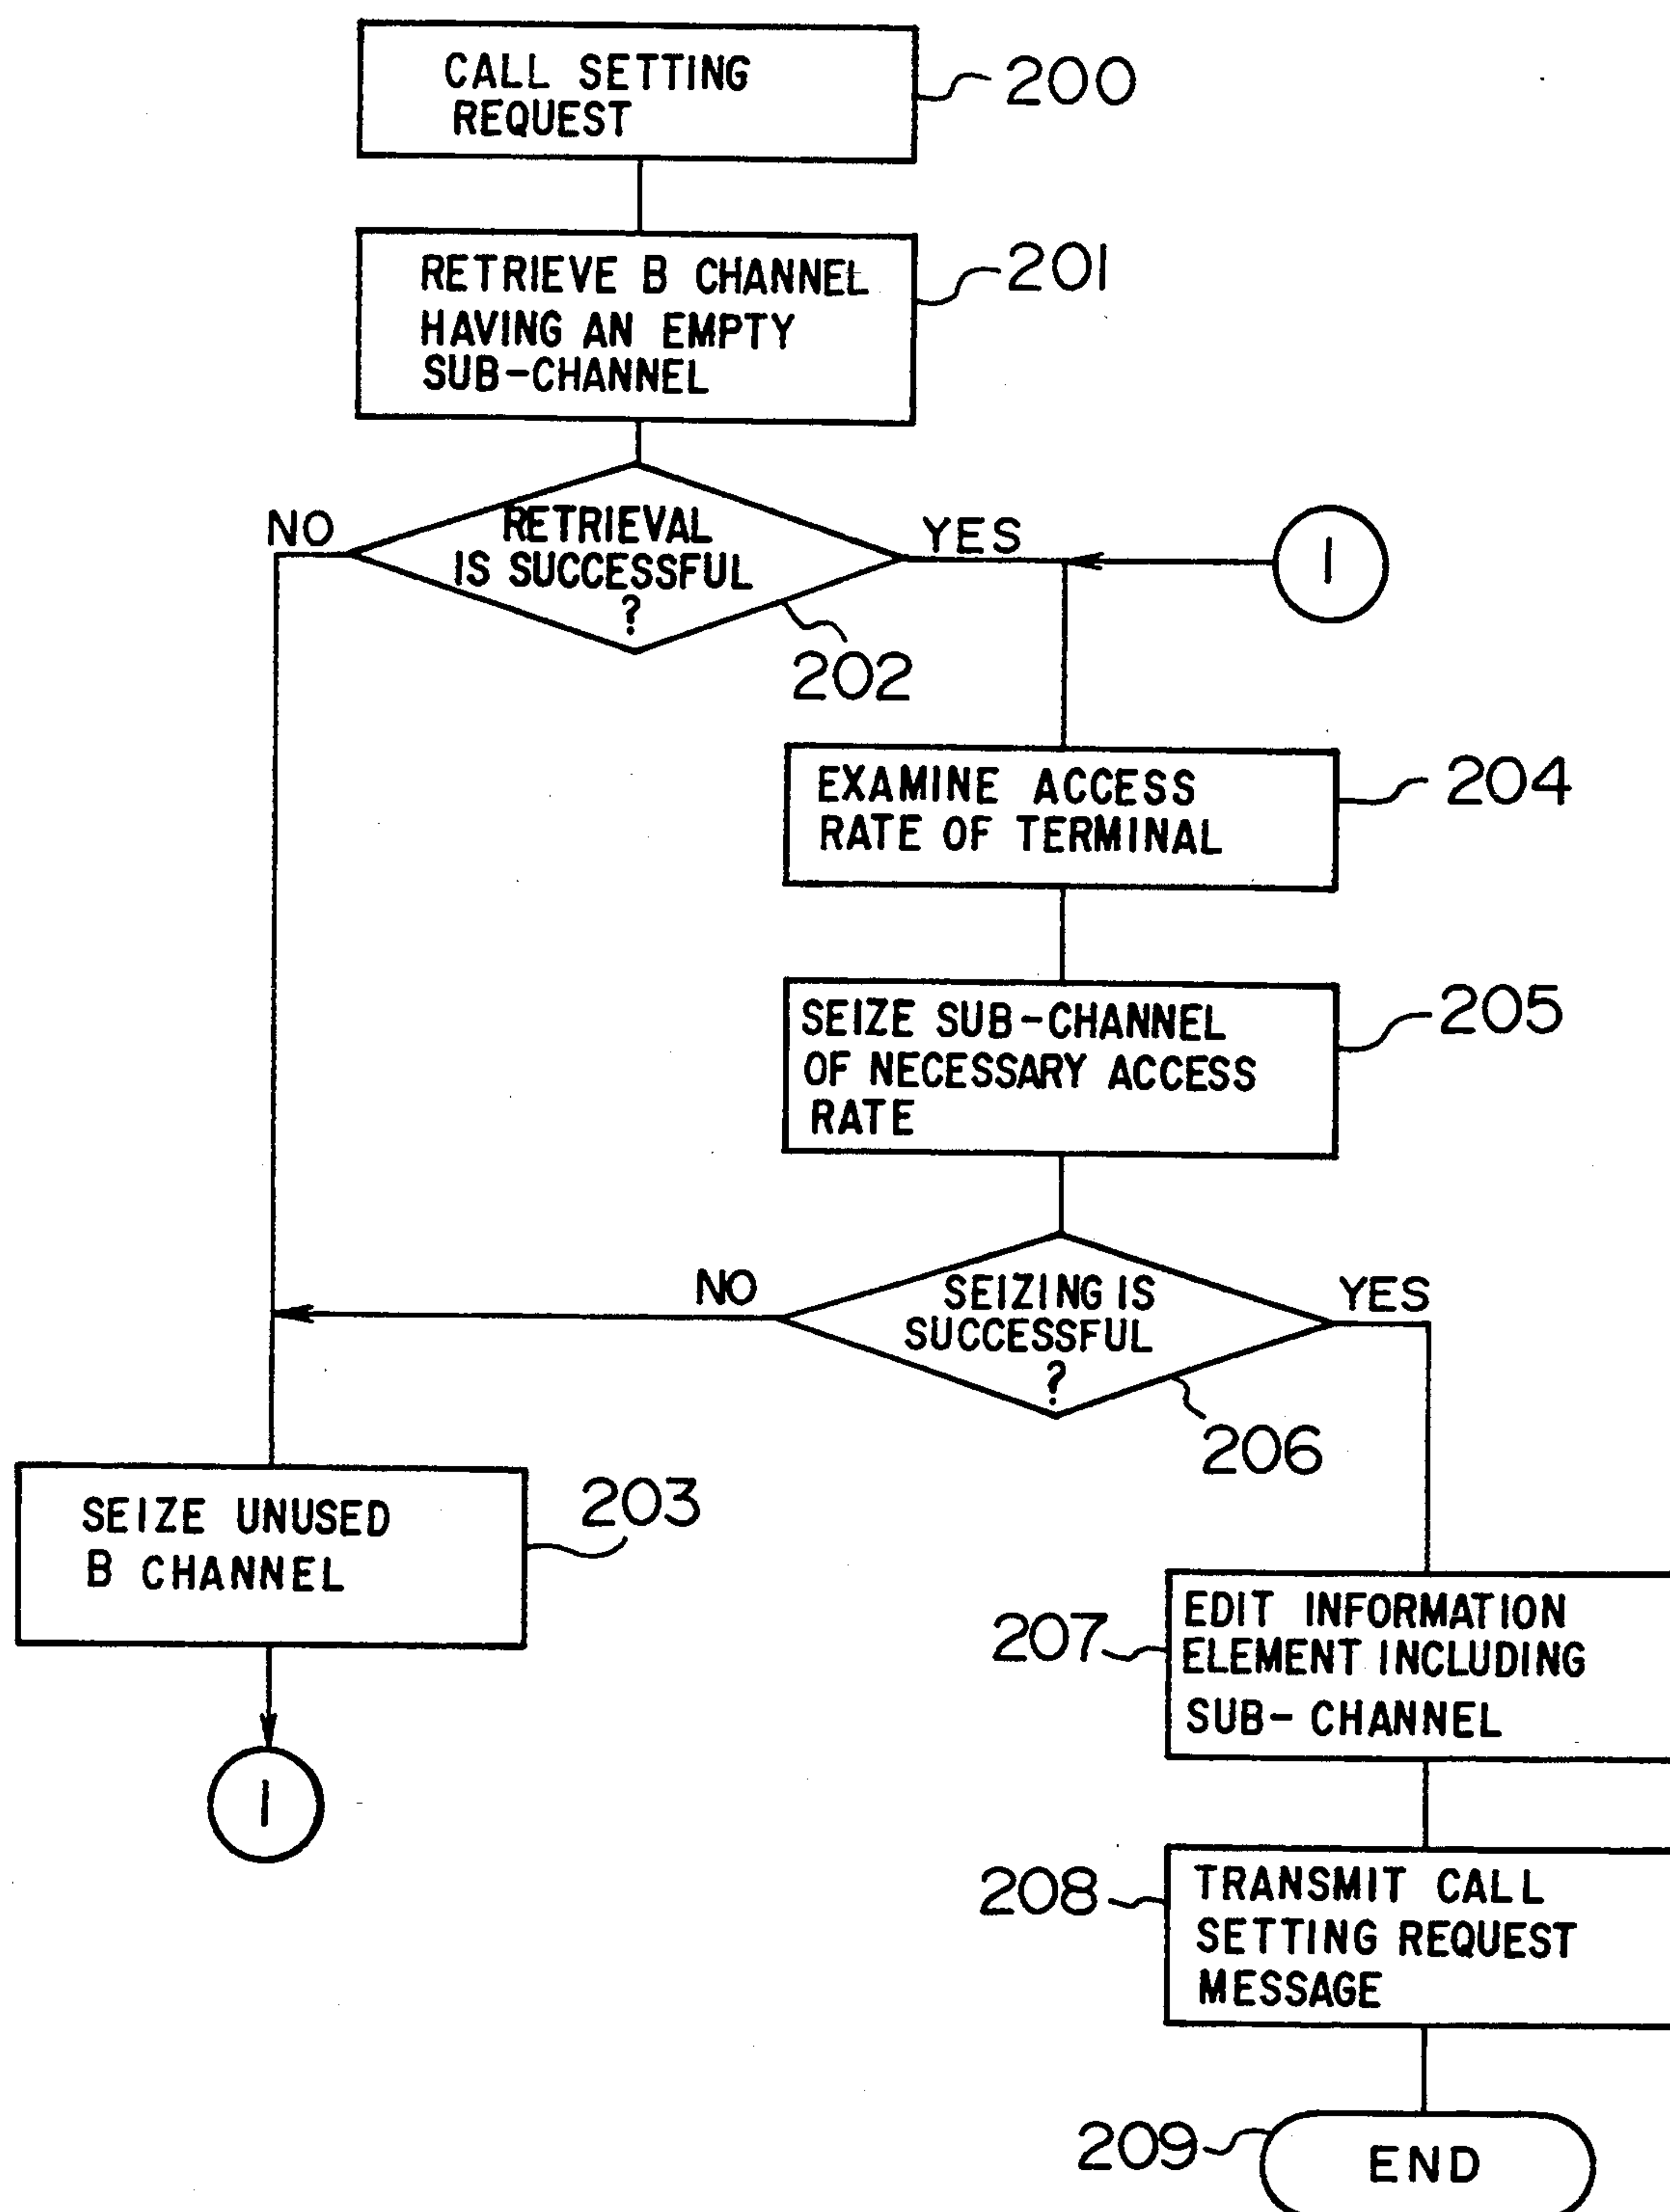 CALL SETTING
REQUEST
200
RETRIEVE B CHANNEL
HAVING AN EMPTY
SUB-CHANNEL
201
NO
RETRIEVAL
IS SUCCESSFUL
?
YES
1
202
EXAMINE ACCESS
RATE OF TERMINAL
204
SEIZE SUB-CHANNEL
OF NECESSARY ACCESS
RATE
205
NO
SEIZING IS
SUCCESSFUL
?
YES
206
SEIZE UNUSED
B CHANNEL
203
1
207
EDIT INFORMATION
ELEMENT INCLUDING
SUB- CHANNEL
208
TRANSMIT CALL
SETTING REQUEST
MESSAGE
209
END